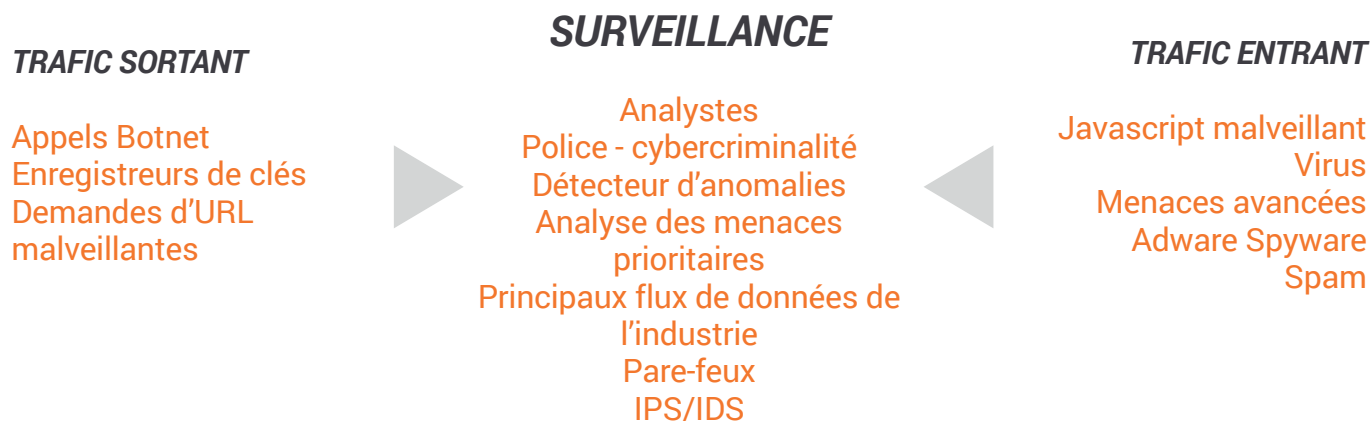 TRAFIC SORTANT
Appels Botnet
Enregistreurs de clés
Demandes d'URL
malveillantes
SURVEILLANCE
Analystes
Police - cybercriminalité
Détecteur d'anomalies
Analyse des menaces
prioritaires
Principaux flux de données de
l'industrie
Pare-feux
IPS/IDS
TRAFIC ENTRANT
Javascript malveillant
Virus
Menaces avancées
Adware Spyware
Spam